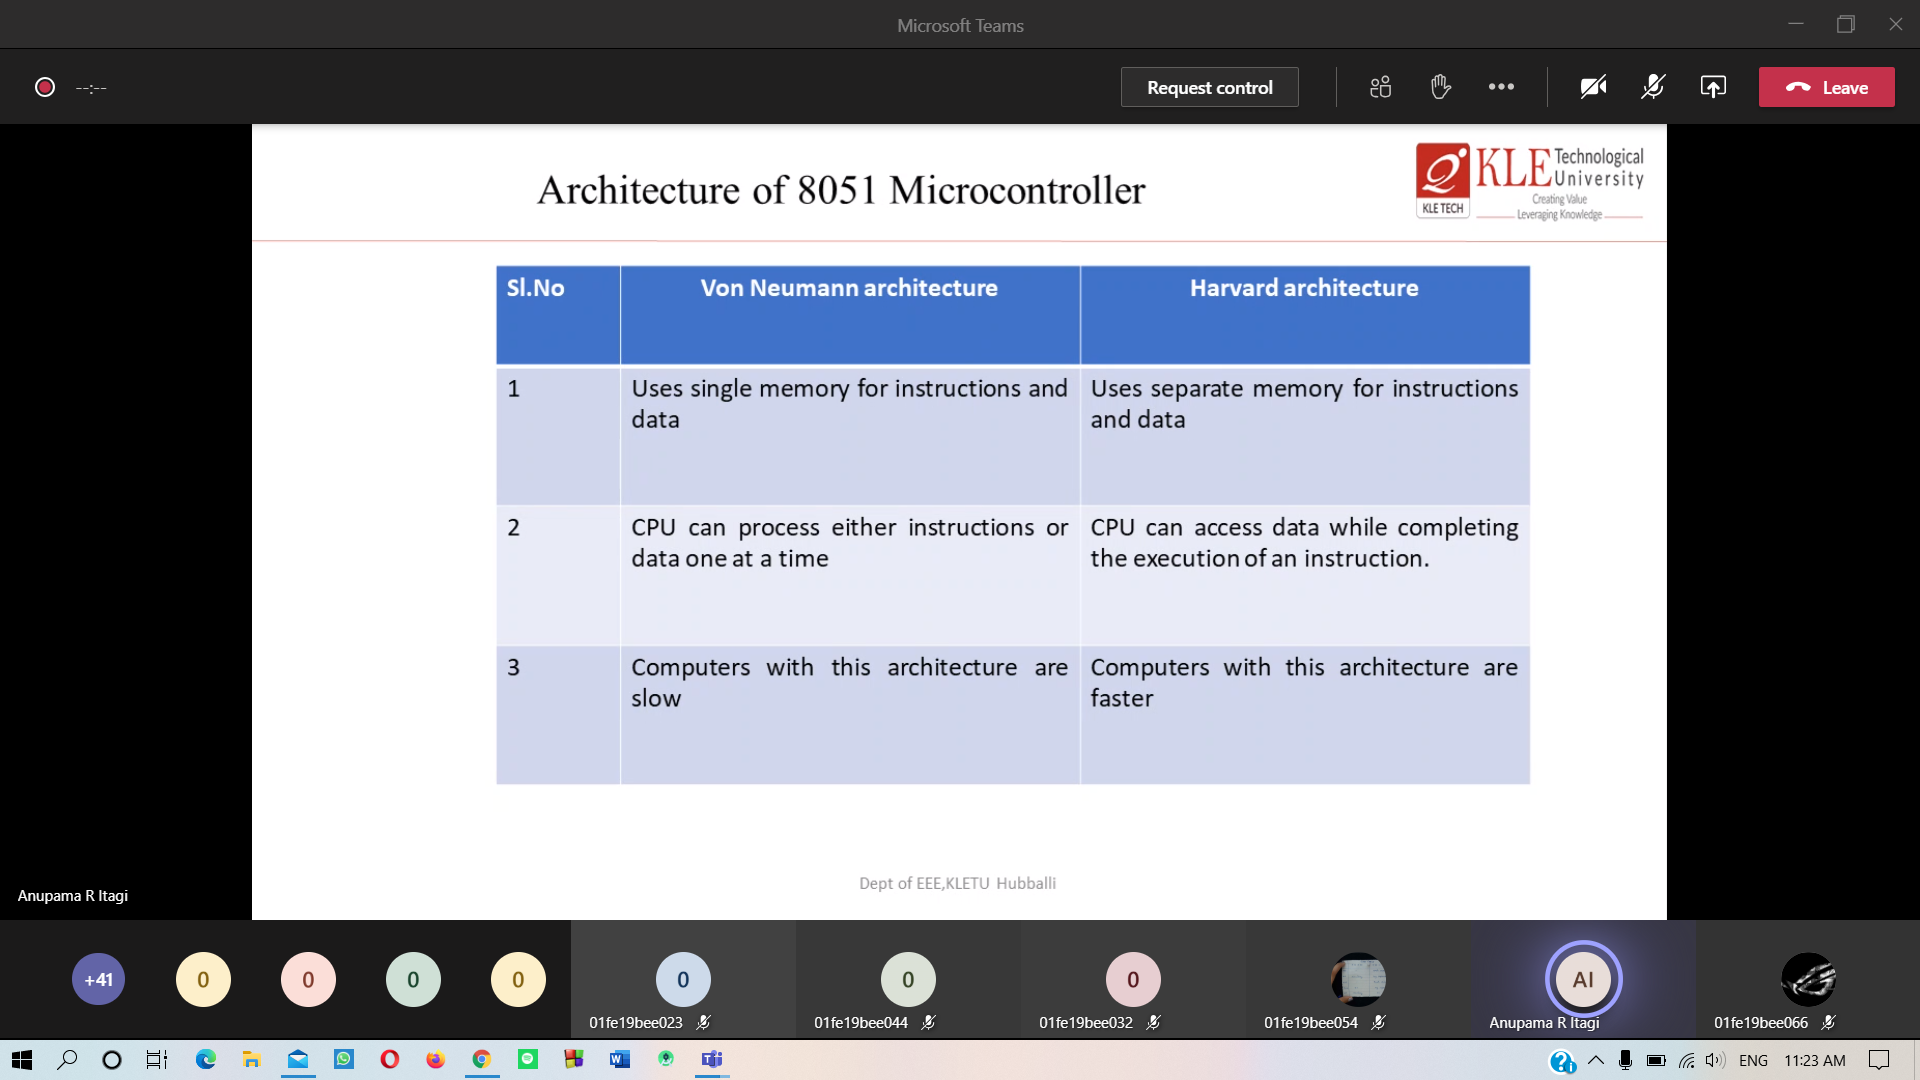 Microsoft Teams
--:--
Request control
Leave
Architecture of 8051 Microcontroller
KLE TECH
KLE Technological University
Creating Value
Leveraging Knowledge
Sl.No
Von Neumann architecture
Harvard architecture
1
Uses single memory for instructions and
data
Uses separate memory for instructions
and data
2
CPU can process either instructions or
data one at a time
CPU can access data while completing
the execution of an instruction.
3
Computers with this architecture are
slow
Computers with this architecture are
faster
Dept of EEE,KLETU Hubballi
Anupama R Itagi
+41
0
0
0
0
0
01fe19bee023
0
01fe19bee044
0
01fe19bee032
01fe19bee054
AI
Anupama R Itagi
01fe19bee066
ENG
11:23 AM